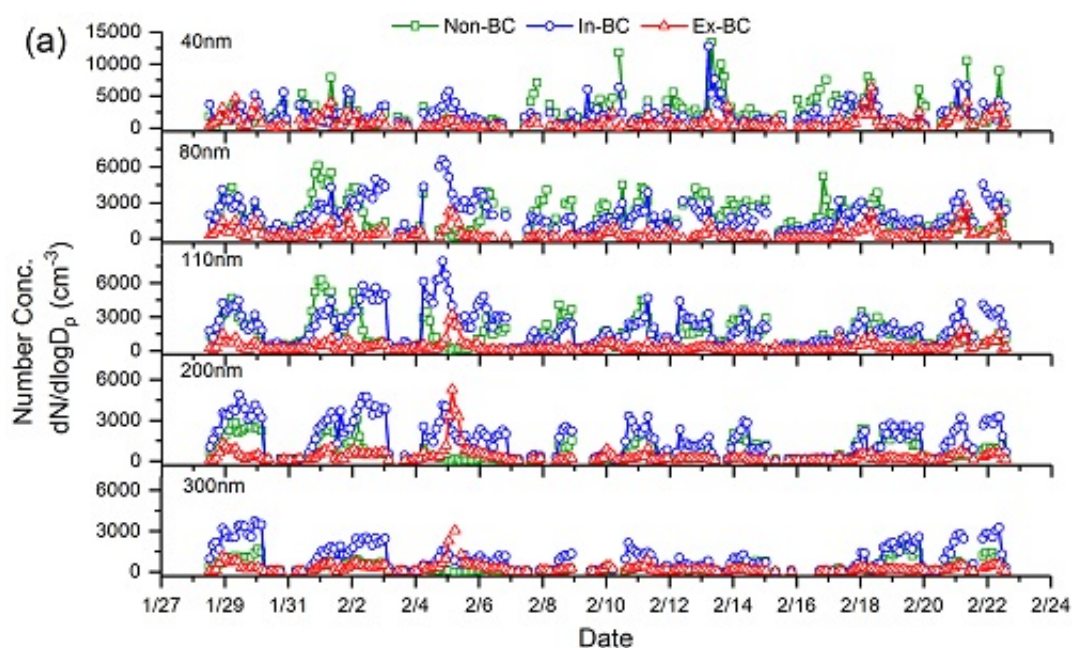 (a)
Non-BC In-BC Ex-BC
40nm
15000
12500
10000
7500
5000
2500
0
80nm
6000
3000
0
110nm
6000
3000
0
200nm
6000
3000
0
300nm
6000
3000
0
Number Conc.
dN/dlogDₚ (cm⁻³)
1/27 1/29 1/31 2/2 2/4 2/6 2/8 2/10 2/12 2/14 2/16 2/18 2/20 2/22 2/24
Date